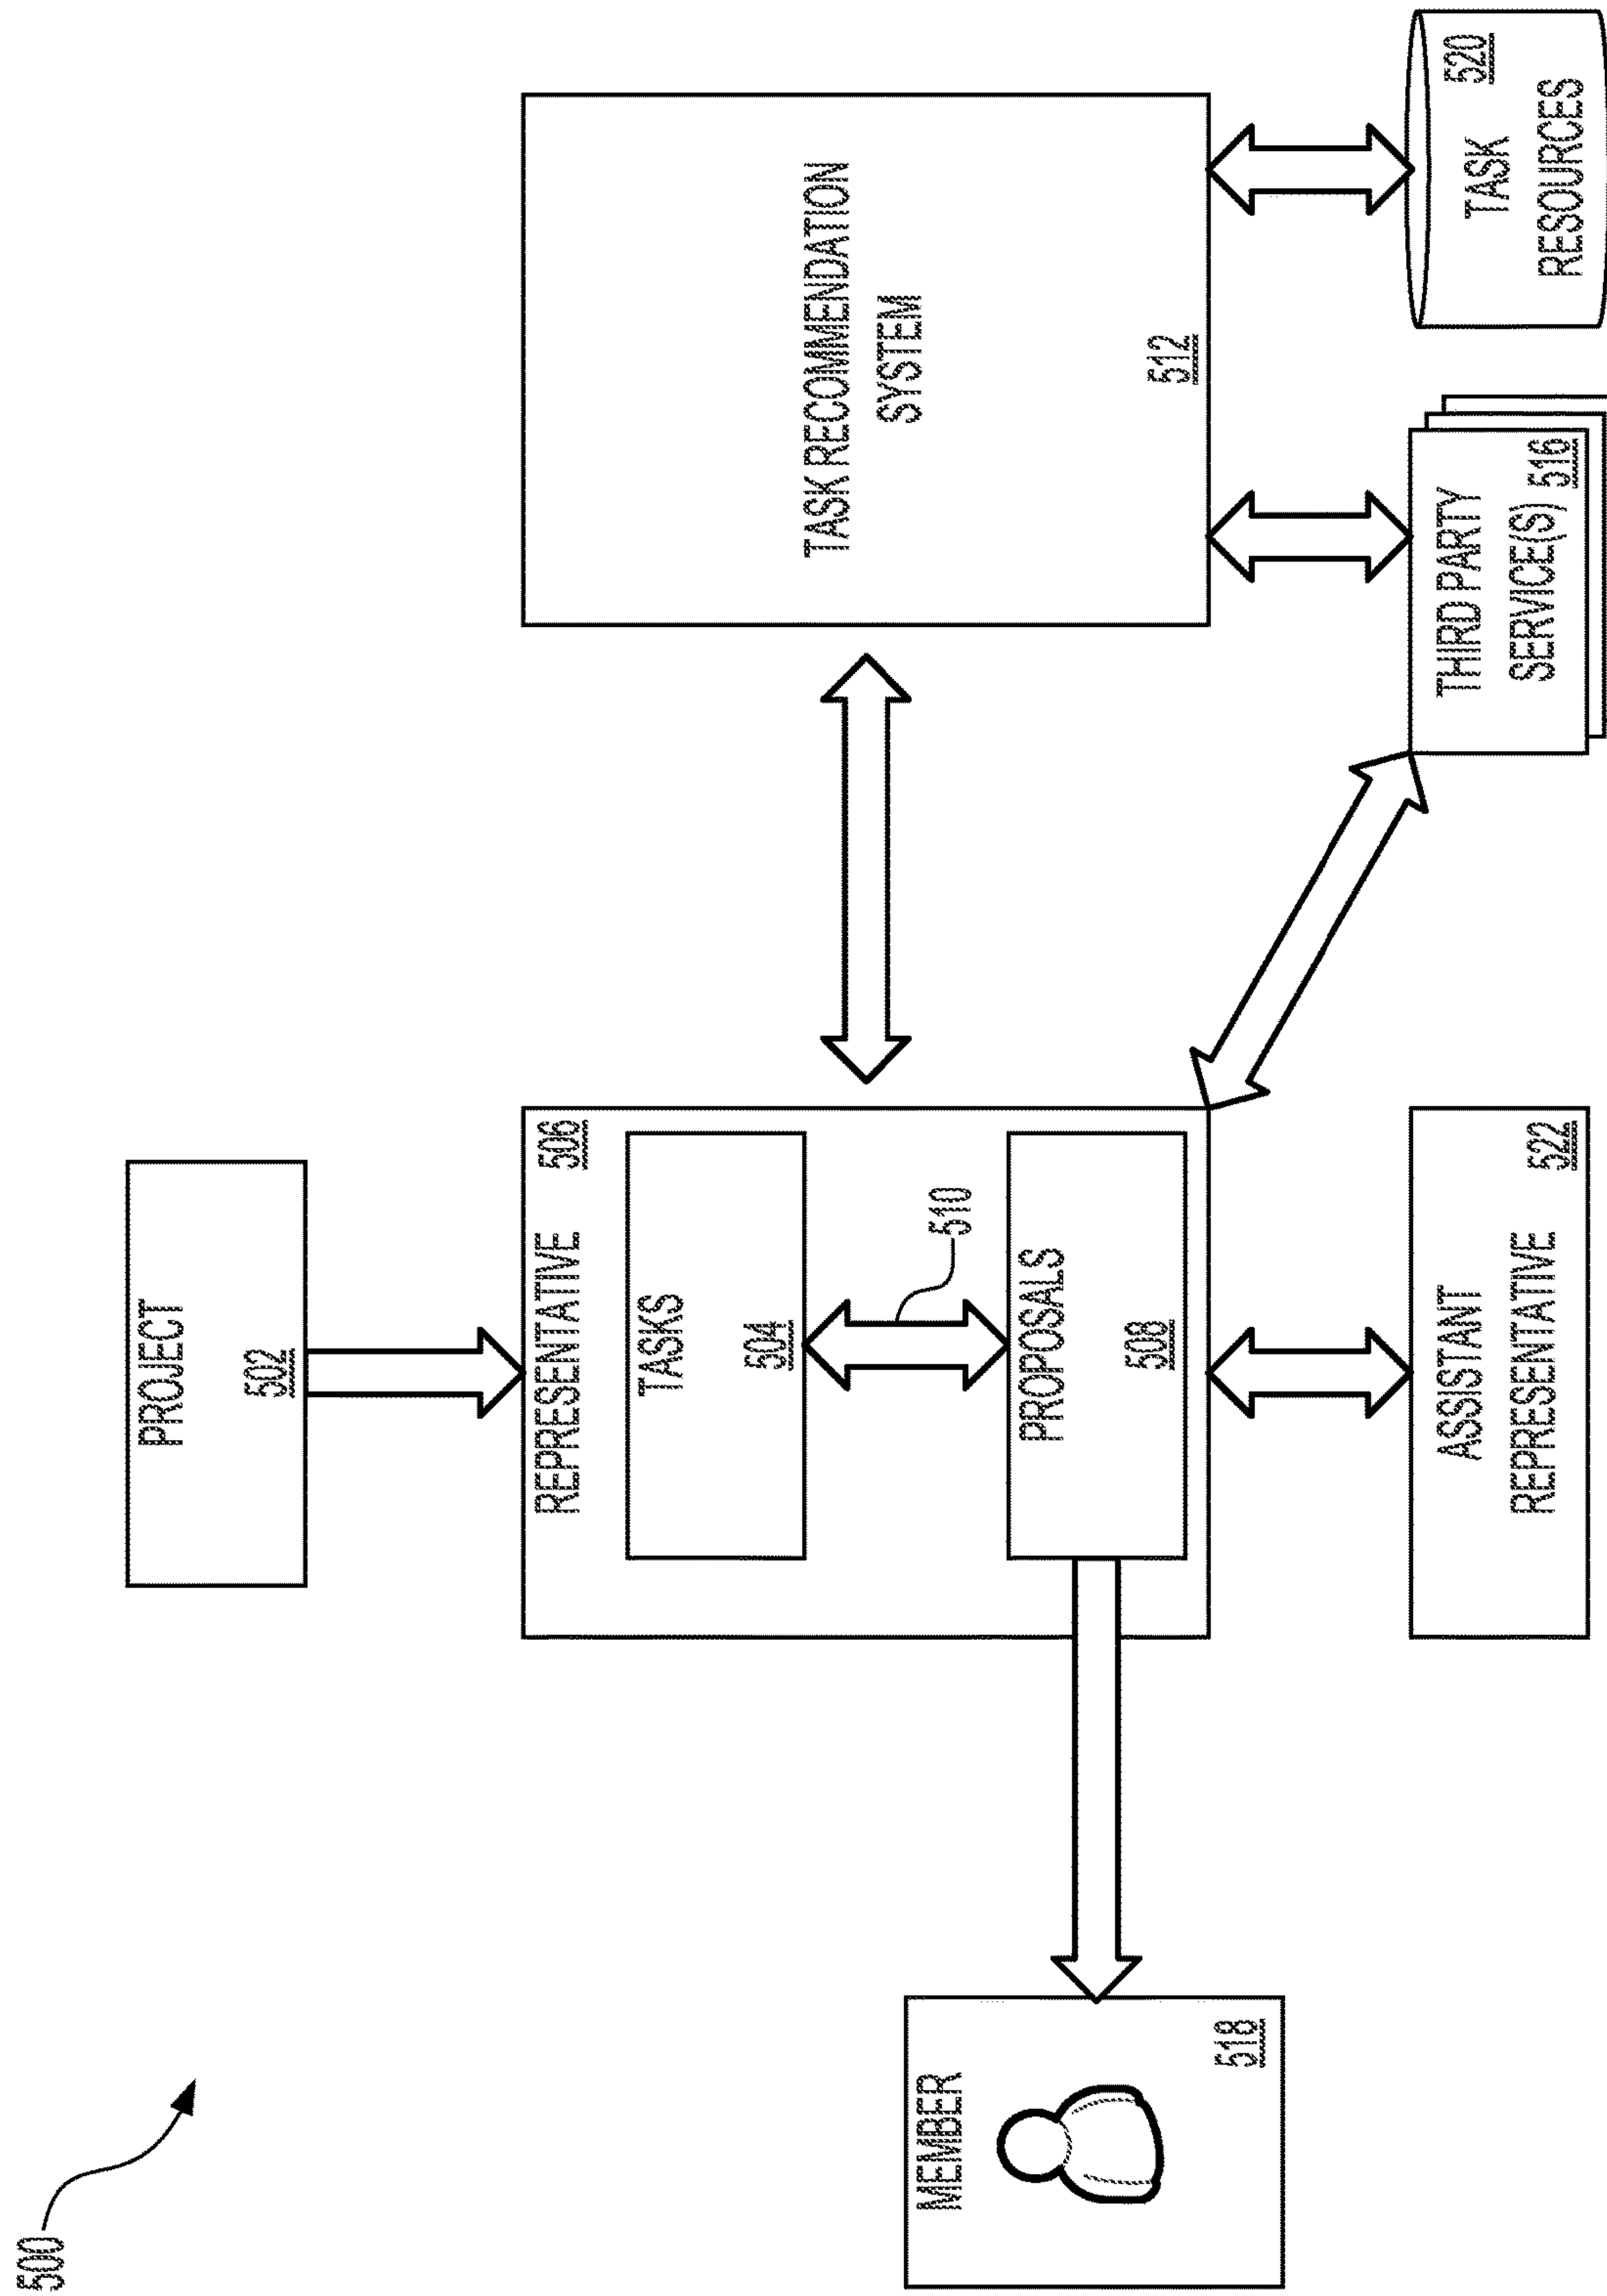 500
PROJECT
502
REPRESENTATIVE 506
TASKS
504
510
PROPOSALS
508
TASK RECOMMENDATION
SYSTEM
512
MEMBER
518
ASSISTANT
REPRESENTATIVE 522
THIRD PARTY
SERVICE(S) 516
520
TASK
RESOURCES